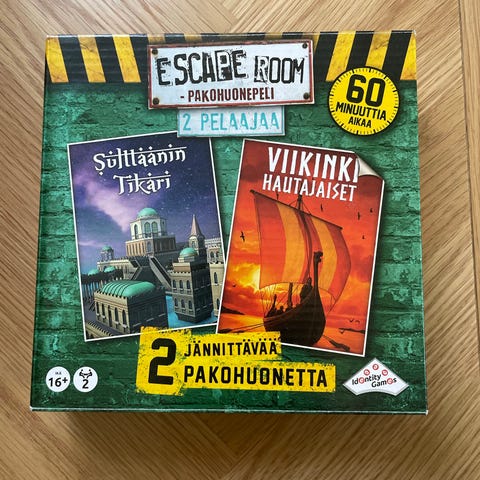 ESCAPE ROOM
-PAKOHUONEPELI
2 PELAAJAA
60
MINUUTTIA
AIKAA
Sulttaanin
Tikari
VIIKINKI
HAUTAJAISET
2 JÄNNITTÄVÄÄ
PAKOHUONETTA
IKÄ
16+
2
Identity
Games